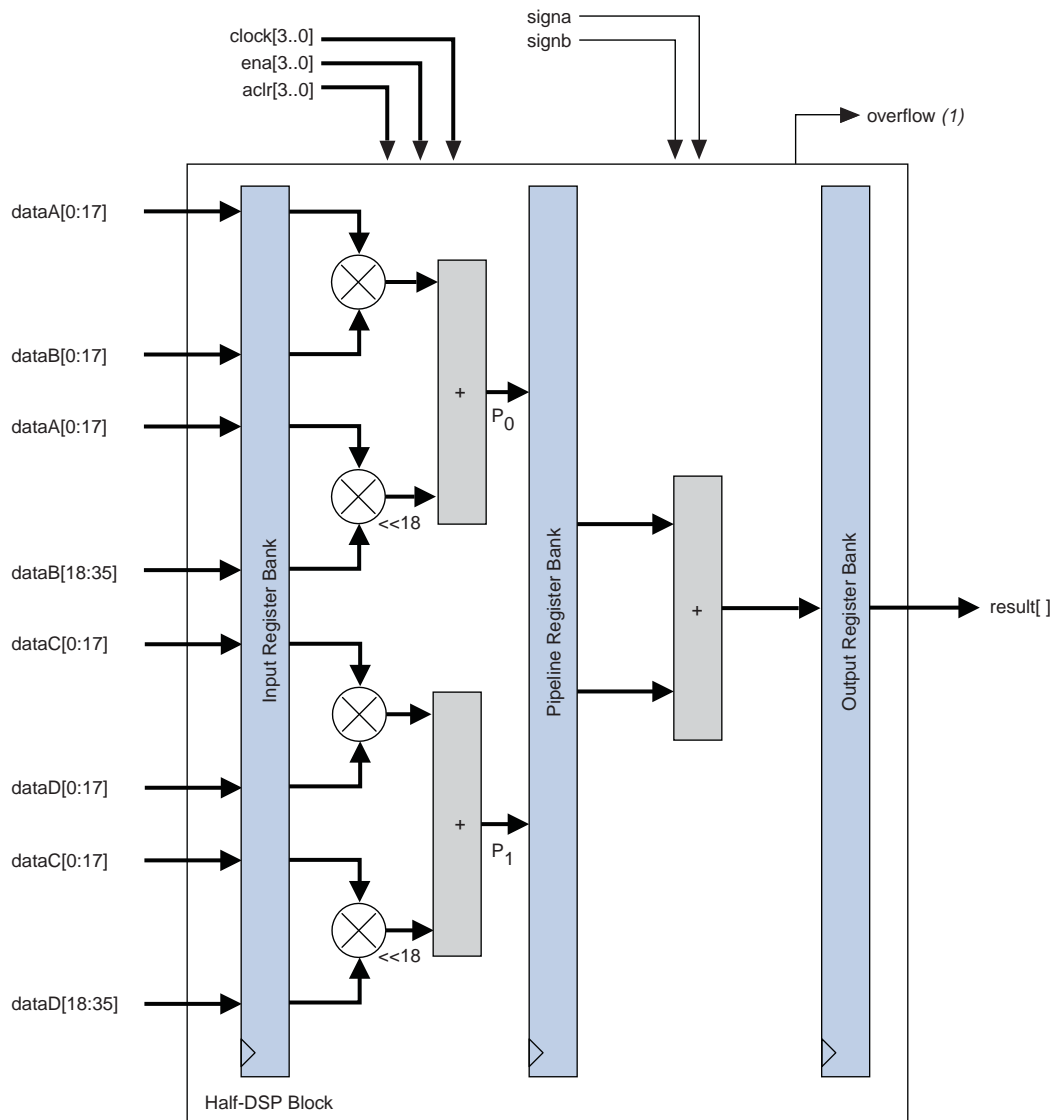 clock[3..0]
ena[3..0]
aclr[3..0]
signa
signb
overflow (1)
dataA[0:17]
dataB[0:17]
dataA[0:17]
dataB[18:35]
dataC[0:17]
dataD[0:17]
dataC[0:17]
dataD[18:35]
Input Register Bank
<<18
<<18
+
P0
+
P1
Pipeline Register Bank
+
Output Register Bank
result[ ]
Half-DSP Block